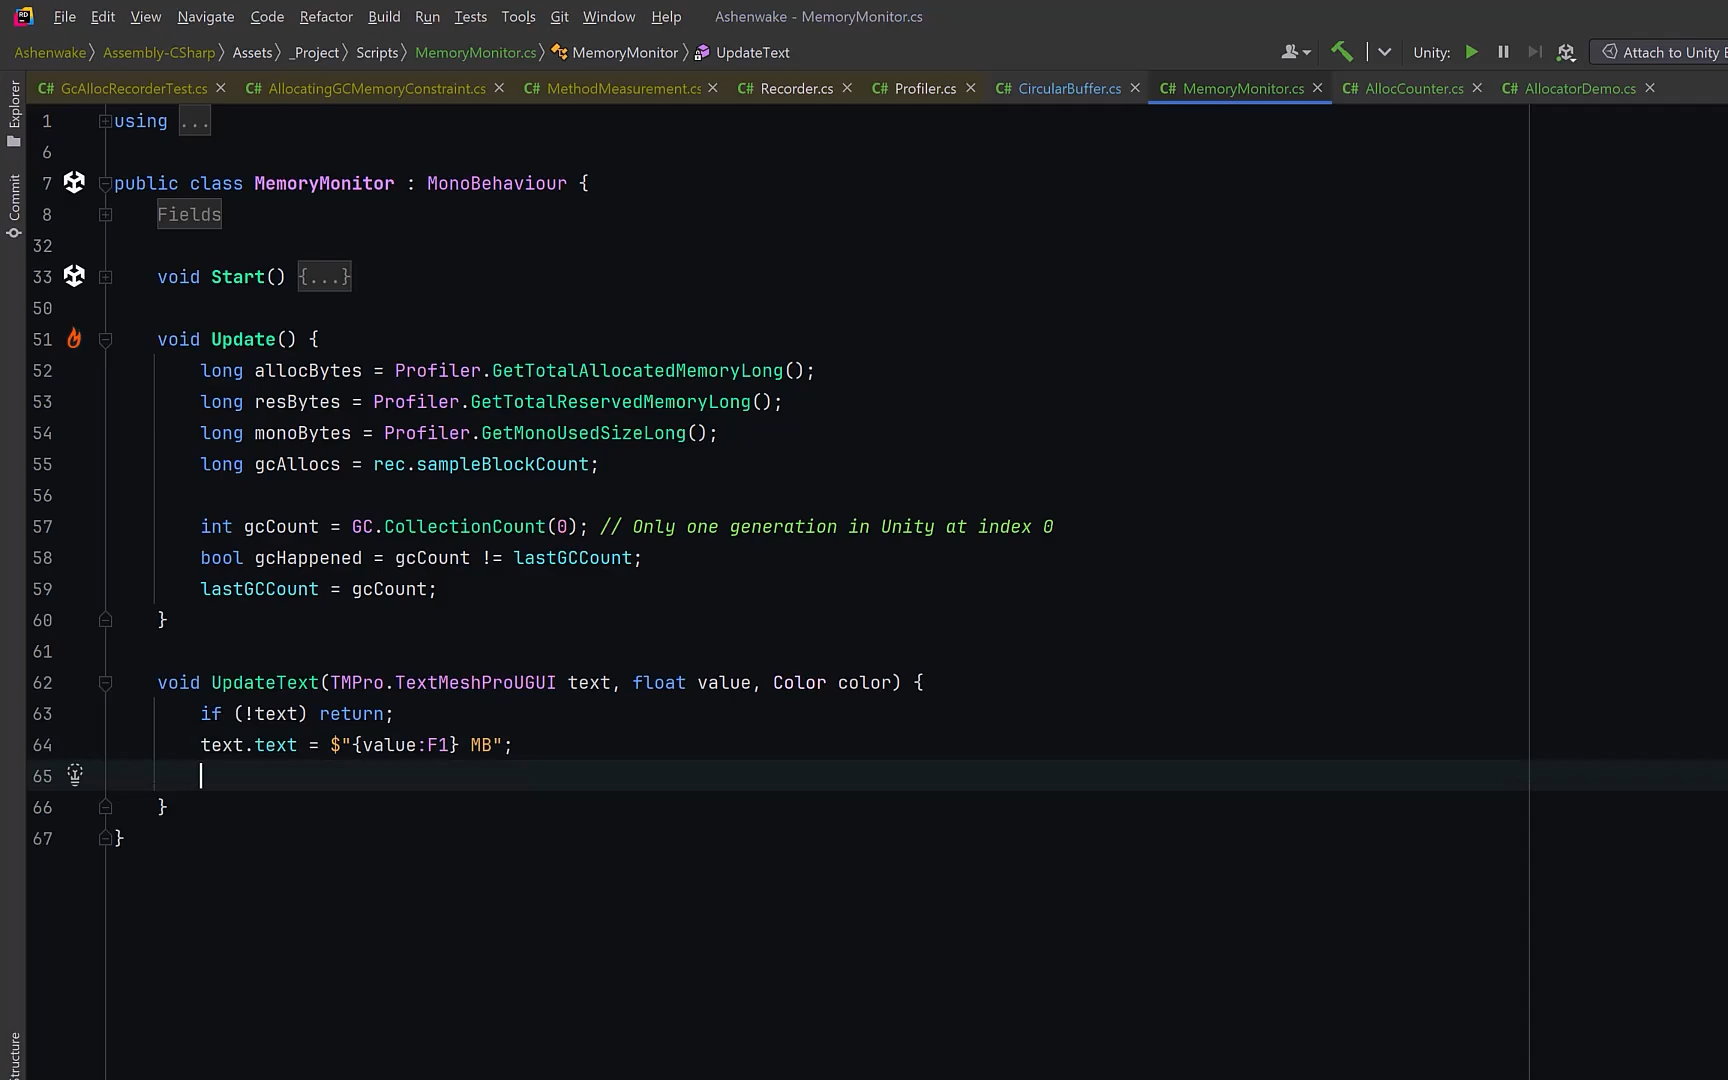 RD File Edit View Navigate Code Refactor Build Run Tests Tools Git Window Help Ashenwake - MemoryMonitor.cs
Ashenwake Assembly-CSharp Assets _Project Scripts MemoryMonitor.cs MemoryMonitor UpdateText Unity: Attach to Unity E
C# GcAllocRecorderTest.cs C# AllocatingGCMemoryConstraint.cs C# MethodMeasurement.cs C# Recorder.cs C# Profiler.cs C# CircularBuffer.cs C# MemoryMonitor.cs C# AllocCounter.cs C# AllocatorDemo.cs
Explorer
Commit
Structure
1 using ...
6
7 public class MemoryMonitor : MonoBehaviour {
8 Fields
32
33 void Start() {...}
50
51 void Update() {
52 long allocBytes = Profiler.GetTotalAllocatedMemoryLong();
53 long resBytes = Profiler.GetTotalReservedMemoryLong();
54 long monoBytes = Profiler.GetMonoUsedSizeLong();
55 long gcAllocs = rec.sampleBlockCount;
56
57 int gcCount = GC.CollectionCount(0); // Only one generation in Unity at index 0
58 bool gcHappened = gcCount != lastGCCount;
59 lastGCCount = gcCount;
60 }
61
62 void UpdateText(TMPro.TextMeshProUGUI text, float value, Color color) {
63 if (!text) return;
64 text.text = $"{value:F1} MB";
65
66 }
67 }